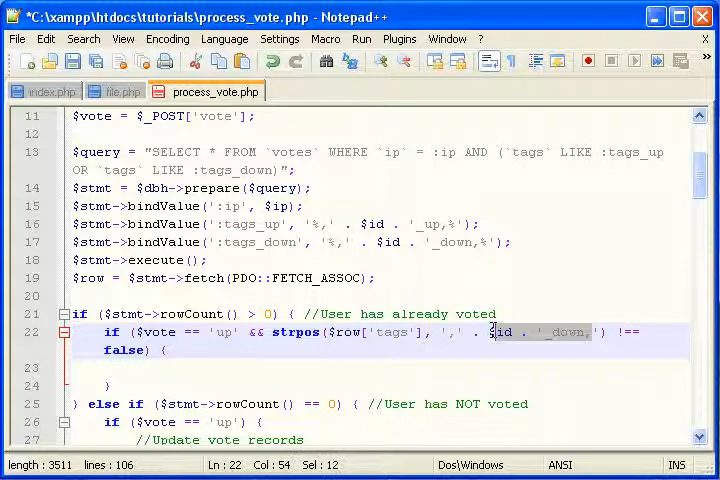 *C:\xampp\htdocs\tutorials\process_vote.php - Notepad++
File Edit Search View Encoding Language Settings Macro Run Plugins Window ? X
index.php file.php process_vote.php
11 $vote = $_POST['vote'];
12
13 $query = "SELECT * FROM `votes` WHERE `ip` = :ip AND (`tags` LIKE :tags_up
OR `tags` LIKE :tags_down)";
14 $stmt = $dbh->prepare($query);
15 $stmt->bindValue(':ip', $ip);
16 $stmt->bindValue(':tags_up', '%,' . $id . '_up,%');
17 $stmt->bindValue(':tags_down', '%,' . $id . '_down,%');
18 $stmt->execute();
19 $row = $stmt->fetch(PDO::FETCH_ASSOC);
20
21 if ($stmt->rowCount() > 0) { //User has already voted
22 if ($vote == 'up' && strpos($row['tags'], ',' . $id . '_down,') !==
false) {
23
24 }
25 } else if ($stmt->rowCount() == 0) { //User has NOT voted
26 if ($vote == 'up') {
27 //Update vote records
length : 3511 lines : 106 Ln : 22 Col : 54 Sel : 12 Dos\Windows ANSI INS